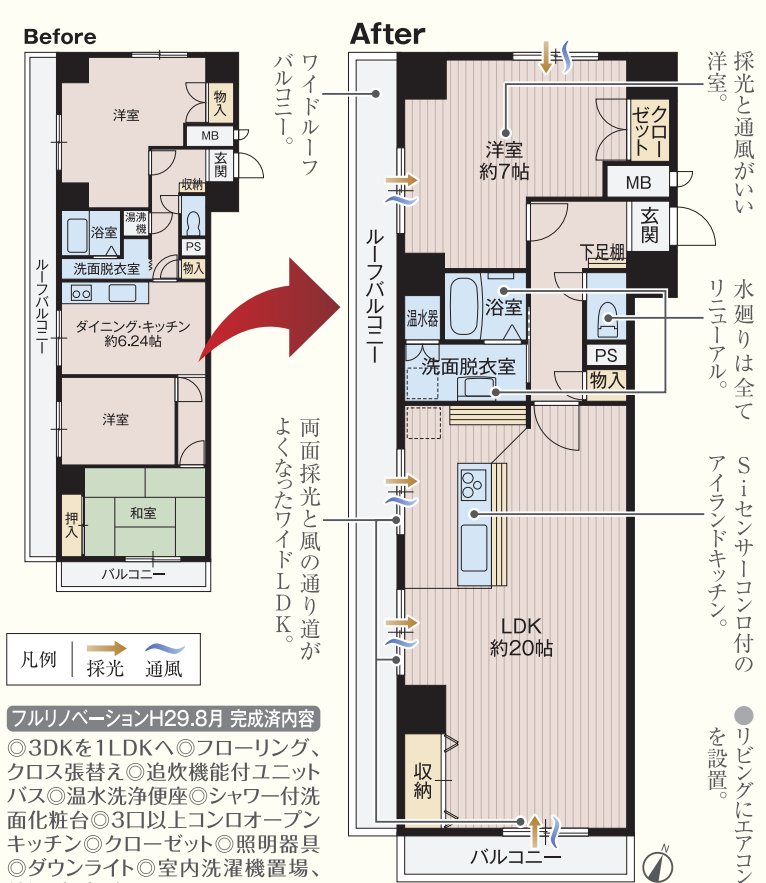 Before
洋室
物入
MB
玄関
収納
浴室
湯沸機
PS
洗面脱衣室
物入
ルーフバルコニー
ダイニング・キッチン
約6.24帖
洋室
和室
押入
バルコニー
After
ワイドルーフ
バルコニー。
採光と通風がいい
洋室。
洋室
約7帖
クローゼット
MB
玄関
下足棚
ルーフバルコニー
温水器
浴室
洗面脱衣室
PS
物入
水廻りは全て
リニューアル。
両面採光と風の通り道が
よくなったワイドLDK。
Siセンサーコンロ付の
アイランドキッチン。
LDK
約20帖
収納
バルコニー
N
●リビングにエアコン
を設置。
凡例
採光
通風
フルリノベーションH29.8月 完成済内容
◎3DKを1LDKへ◎フローリング、
クロス張替え◎追炊機能付ユニット
バス◎温水洗浄便座◎シャワー付洗
面化粧台◎3口以上コンロオープン
キッチン◎クローゼット◎照明器具
◎ダウンライト◎室内洗濯機置場、